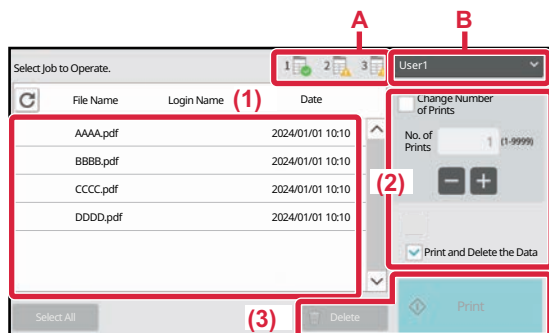 A
B
Select Job to Operate.
1
2
3
User1
File Name
Login Name
(1)
Date
AAAA.pdf
2024/01/01 10:10
BBBB.pdf
2024/01/01 10:10
CCCC.pdf
2024/01/01 10:10
DDDD.pdf
2024/01/01 10:10
Change Number
of Prints
No. of
Prints
1
(1-9999)
(2)
Print and Delete the Data
Select All
(3)
Delete
Print